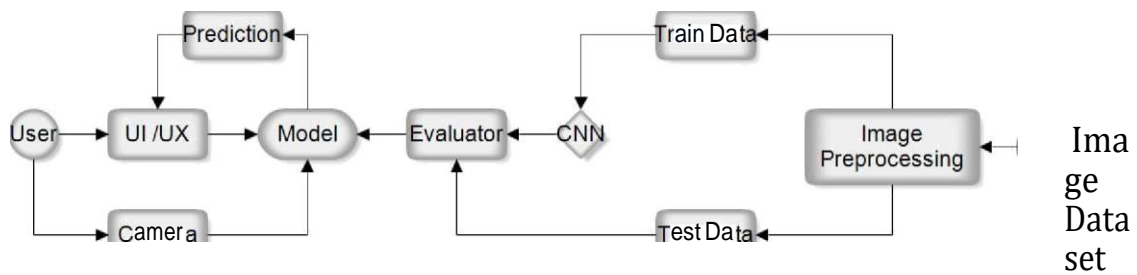 Prediction
Train Data
User
UI /UX
Model
Evaluator
CNN
Image
Preprocessing
Ima
ge
Data
set
Camera
Test Data